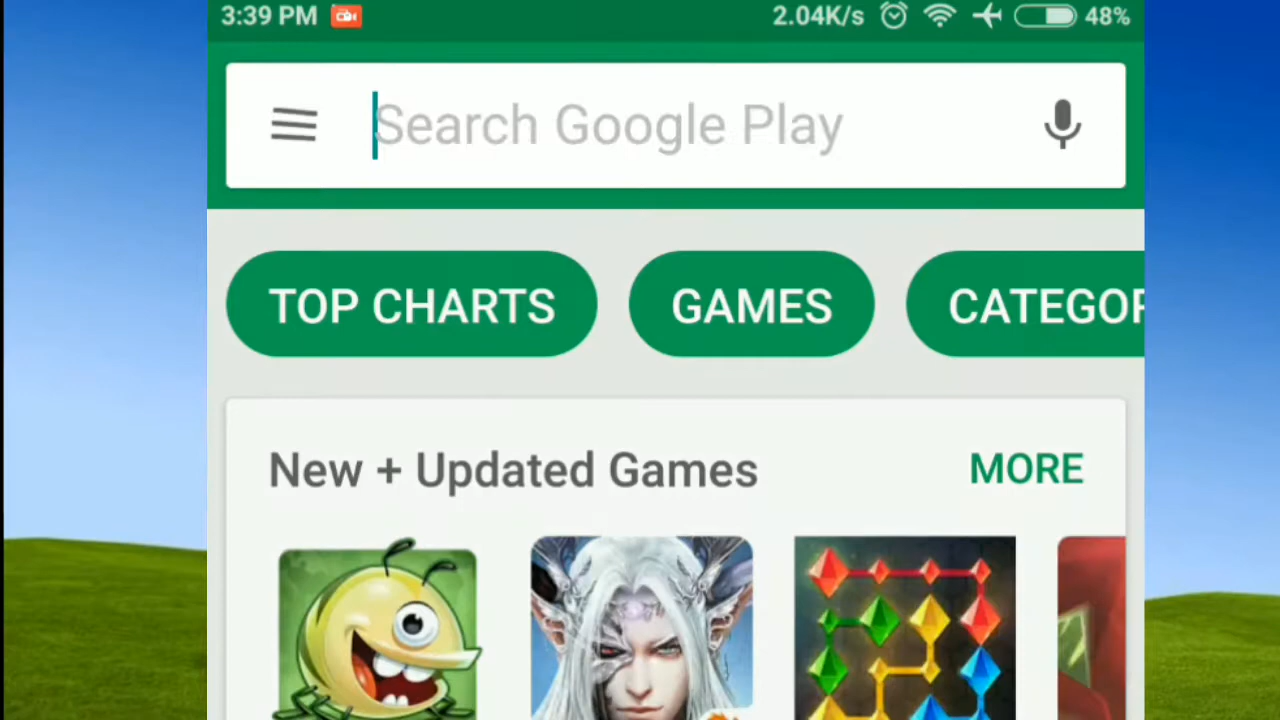 3:39 PM 2.04K/s 48%
Search Google Play
TOP CHARTS GAMES CATEGOR
New + Updated Games MORE